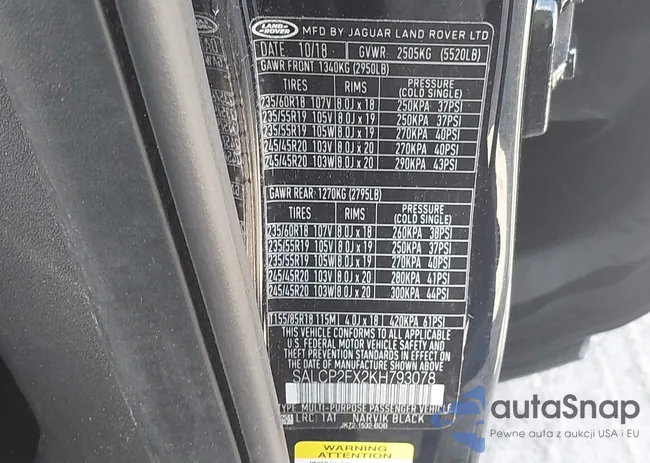 LAND-ROVER
MFD BY JAGUAR LAND ROVER LTD
DATE: 10/18 GVWR: 2505KG (5520LB)
GAWR FRONT 1340KG (2950LB)
TIRES RIMS PRESSURE (COLD SINGLE)
235/60R18 107V 8.0J x 18 250KPA 37PSI
235/55R19 105V 8.0J x 19 250KPA 37PSI
235/55R19 105W 8.0J x 19 270KPA 40PSI
245/45R20 103V 8.0J x 20 270KPA 40PSI
245/45R20 103W 8.0J x 20 290KPA 43PSI
GAWR REAR: 1270KG (2795LB)
TIRES RIMS PRESSURE (COLD SINGLE)
235/60R18 107V 8.0J x 18 260KPA 38PSI
235/55R19 105V 8.0J x 19 250KPA 37PSI
235/55R19 105W 8.0J x 19 270KPA 40PSI
245/45R20 103V 8.0J x 20 280KPA 41PSI
245/45R20 103W 8.0J x 20 300KPA 44PSI
T155/85R18 115M 4.0J x 18 420KPA 61PSI
THIS VEHICLE CONFORMS TO ALL APPLICABLE
U.S. FEDERAL MOTOR VEHICLE SAFETY AND THEFT
PREVENTION STANDARDS IN EFFECT ON THE DATE
OF MANUFACTURE SHOWN ABOVE.
SALCP2FX2KH793078
TYPE: MULTI-PURPOSE PASSENGER VEHICLE
LRC: 1AT NARVIK BLACK
JK72-1532-BDB
WARNING
ATTENTION
autoSnap
Pewne auta z aukcji USA i EU